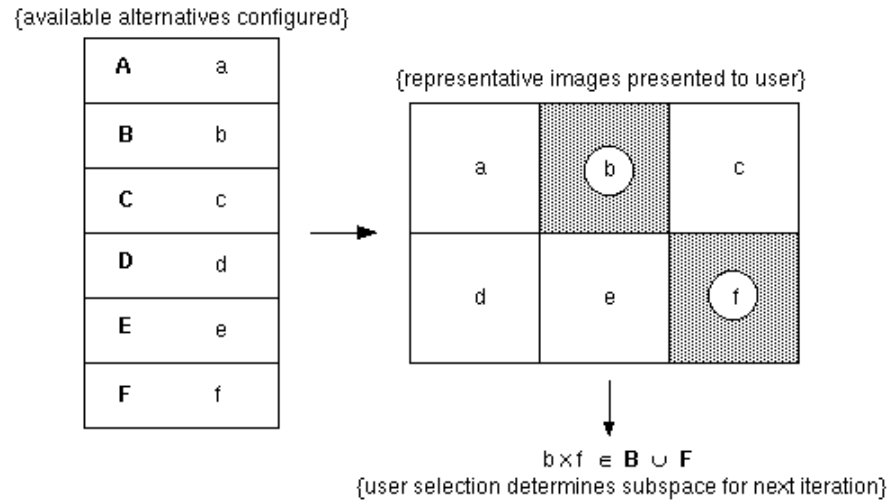 {available alternatives configured}
A a
B b
C c
D d
E e
F f
{representative images presented to user}
a b c
d e f
b×f ∈ B ∪ F
{user selection determines subspace for next iteration}